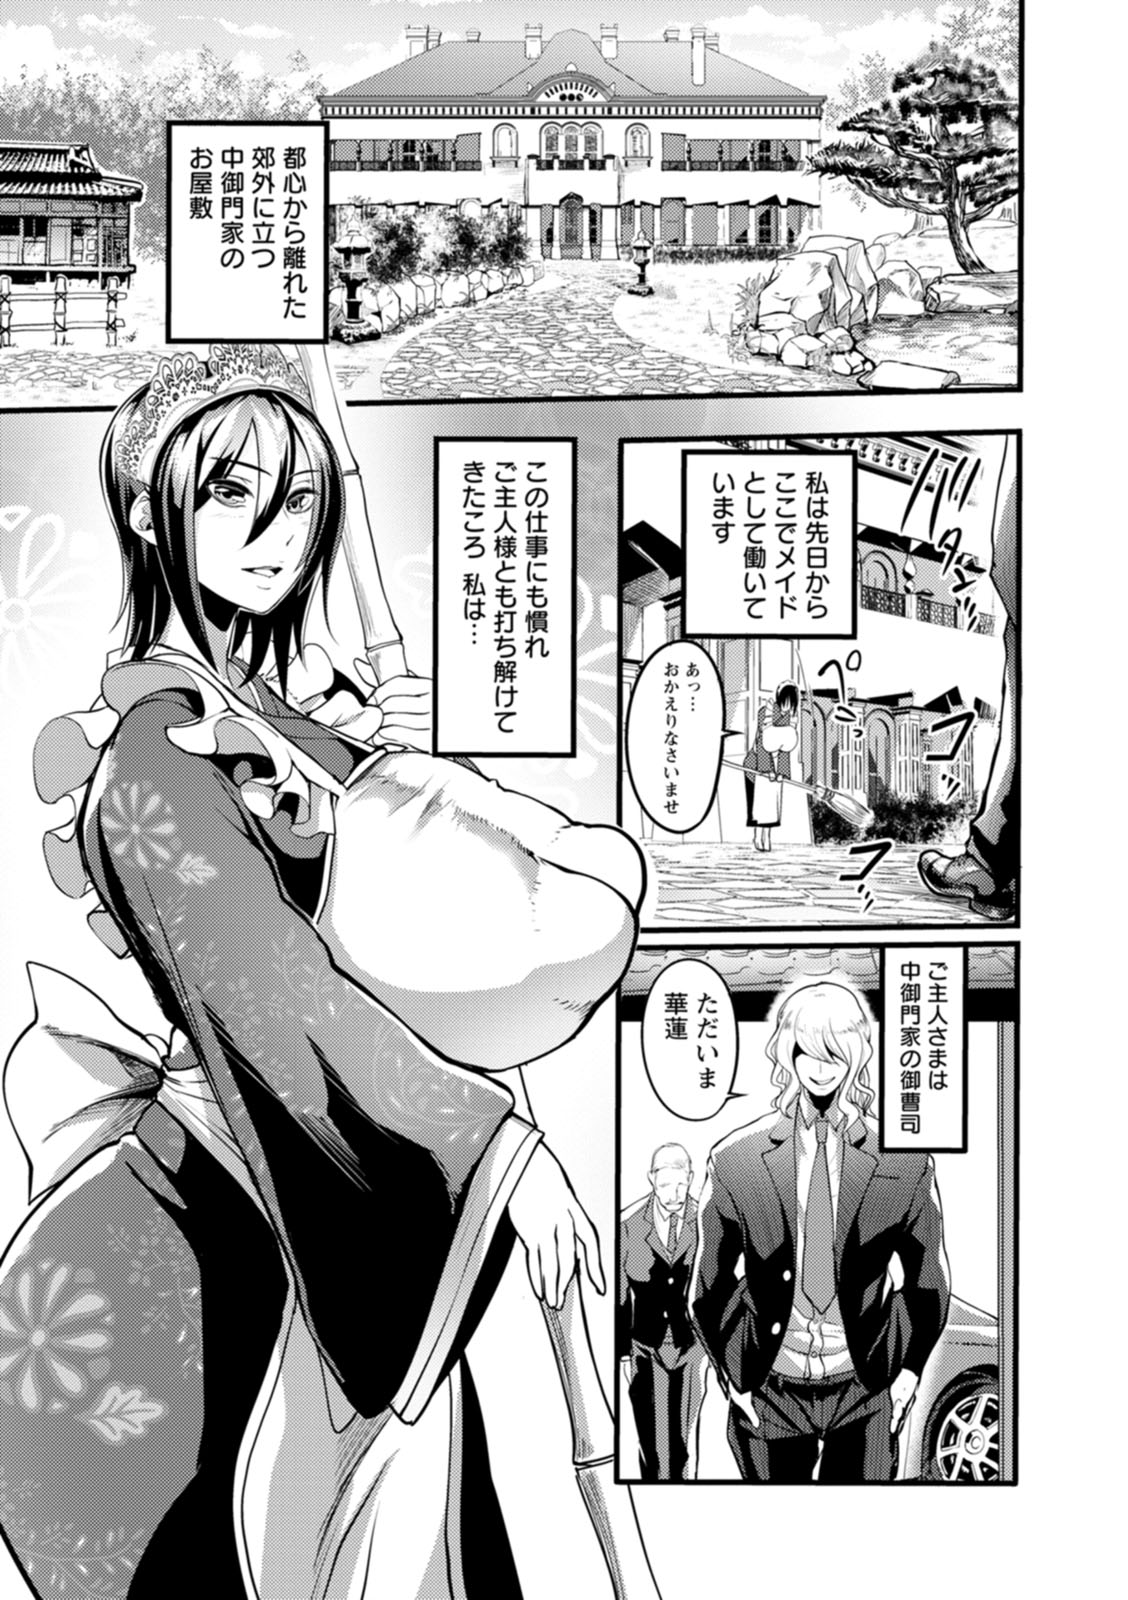 都心から離れた
郊外に立つ
中御門家の
お屋敷
私は先日から
ここでメイド
として働いて
います
あっ…
おかえりなさいませ
ご主人さまは
中御門家の御曹司
ただいま
華蓮
この仕事にも慣れ
ご主人様とも打ち解けて
きたころ 私は…